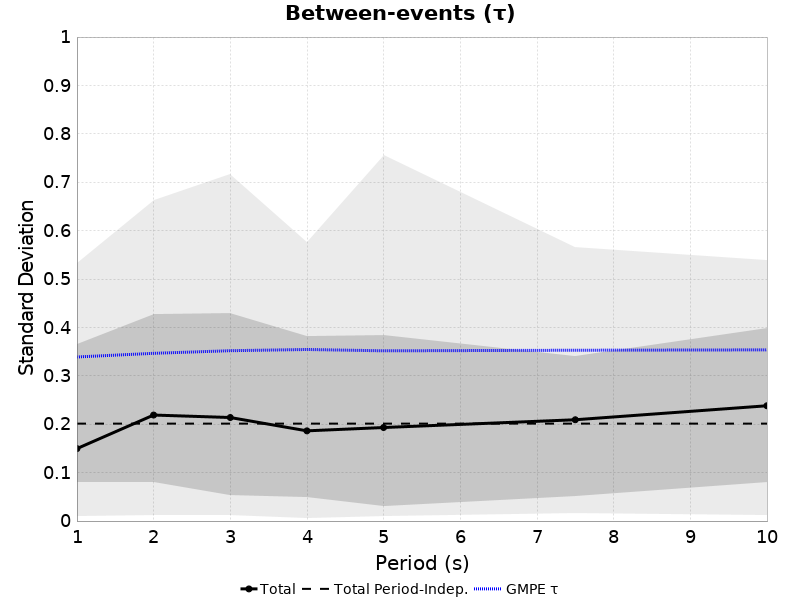 Between-events (τ)
Standard Deviation
1
0.9
0.8
0.7
0.6
0.5
0.4
0.3
0.2
0.1
0
1 2 3 4 5 6 7 8 9 10
Period (s)
Total Total Period-Indep. GMPE τ